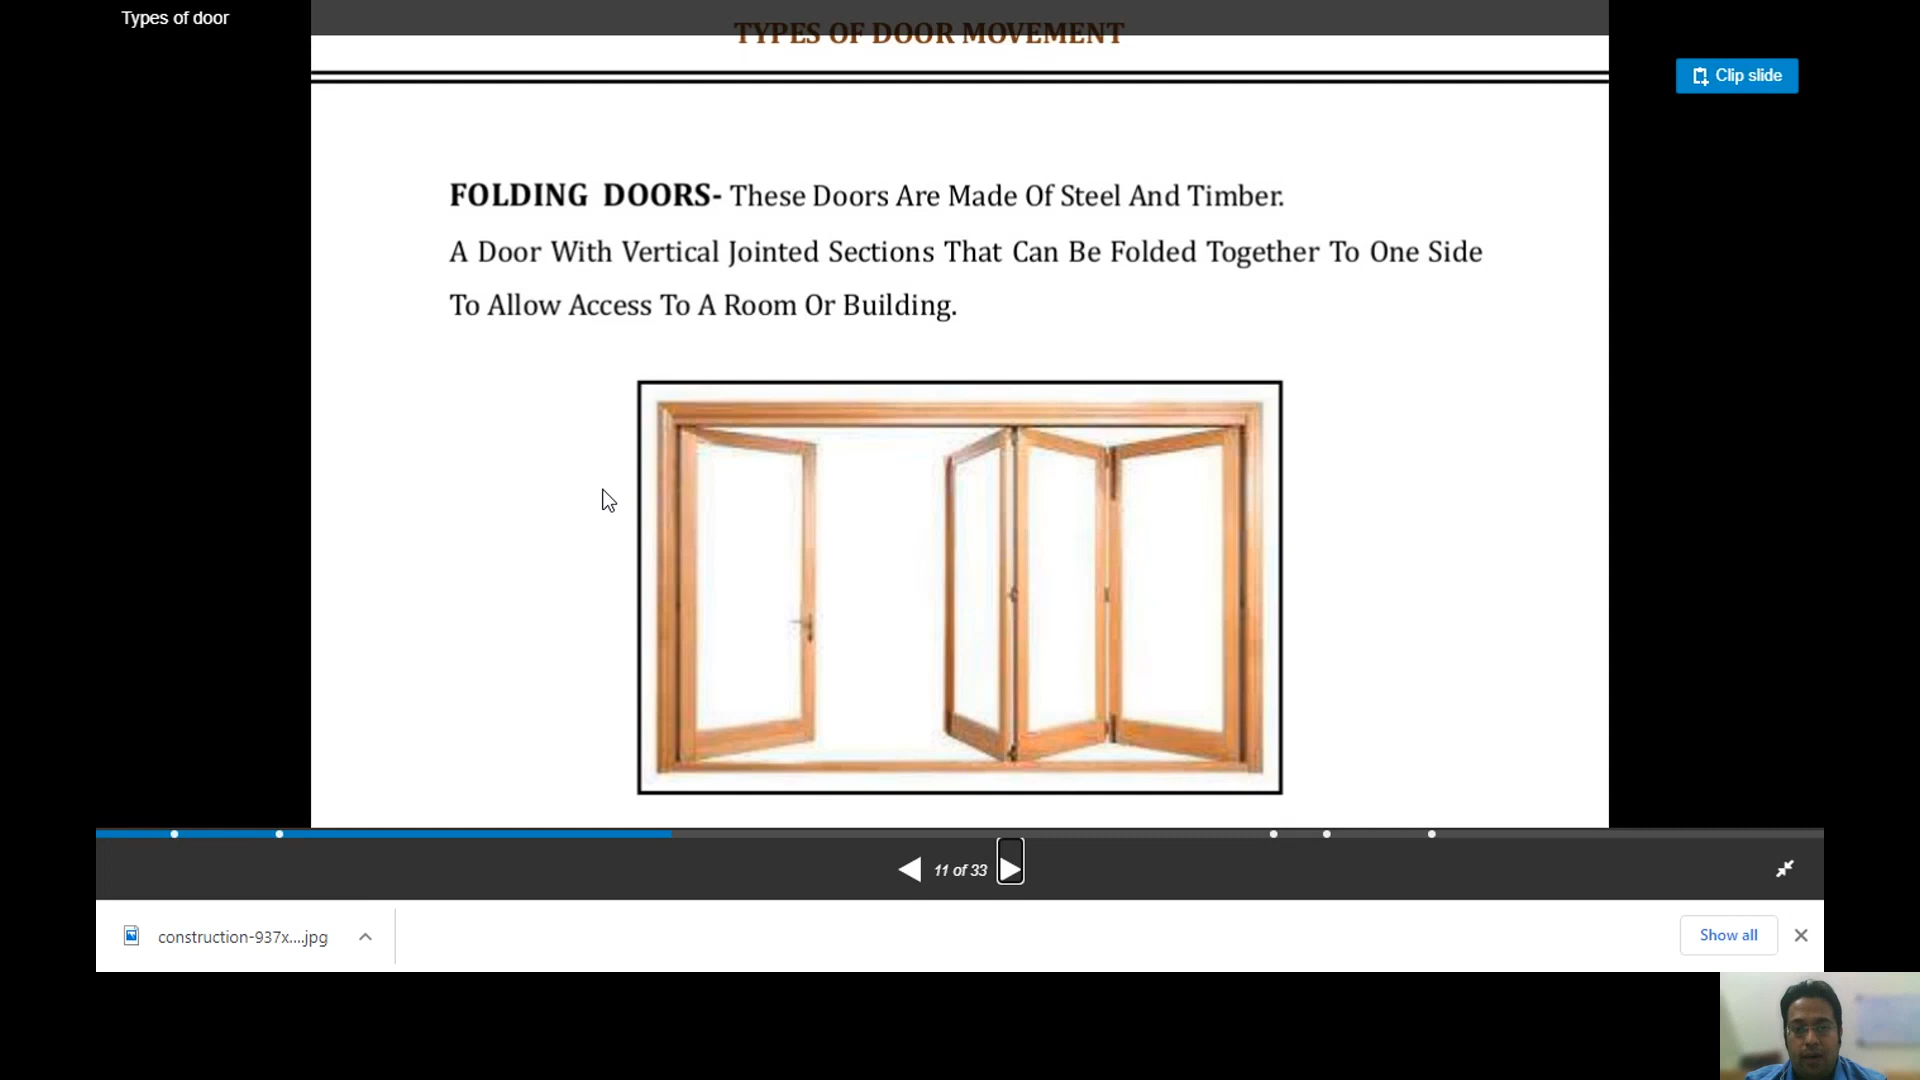 Types of door
TYPES OF DOOR MOVEMENT
Clip slide
FOLDING DOORS- These Doors Are Made Of Steel And Timber.
A Door With Vertical Jointed Sections That Can Be Folded Together To One Side
To Allow Access To A Room Or Building.
11 of 33
construction-937x....jpg
Show all